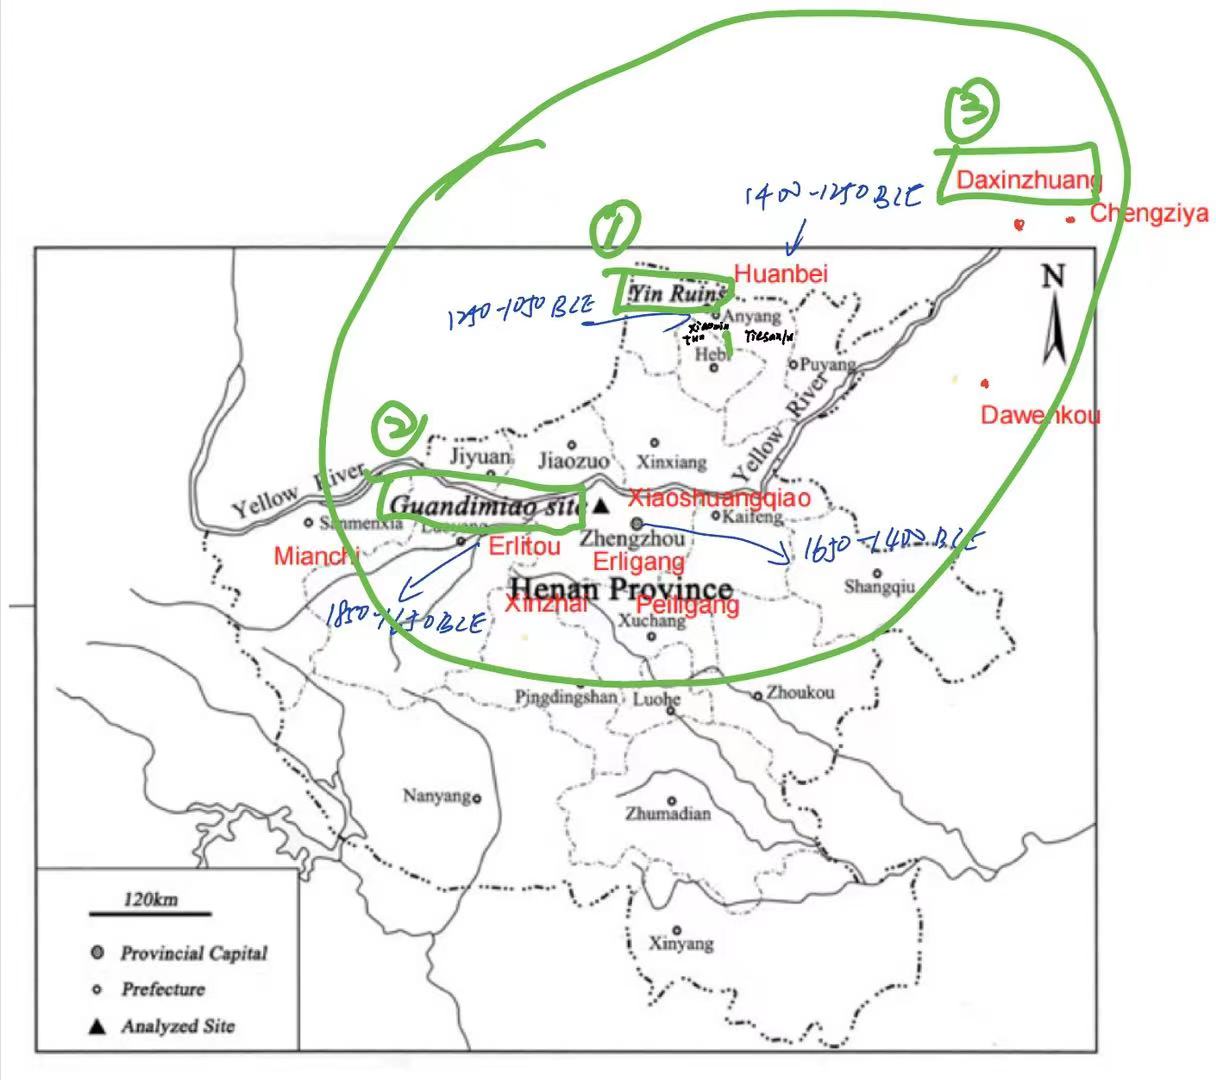 ③
Daxinzhuang
1400-1250 BCE
Chengziya
①
Huanbei
N
Yin Ruins
1250-1050 BCE
Anyang
Hebi
Puyang
Dawenkou
②
Jiyuan
Jiaozuo
Xinxiang
Yellow River
Yellow River
Guandimiao site
Xiaoshuangqiao
Sanmenxia
Luoyang
Kaifeng
Mianchi
Erlitou
Zhengzhou
1650-1400 BCE
Erligang
Henan Province
Shangqiu
1850-1650 BCE
Xinzhai
Peiligang
Xuchang
Pingdingshan
Luohe
Zhoukou
Nanyang
Zhumadian
120km
Xinyang
Provincial Capital
Prefecture
Analyzed Site